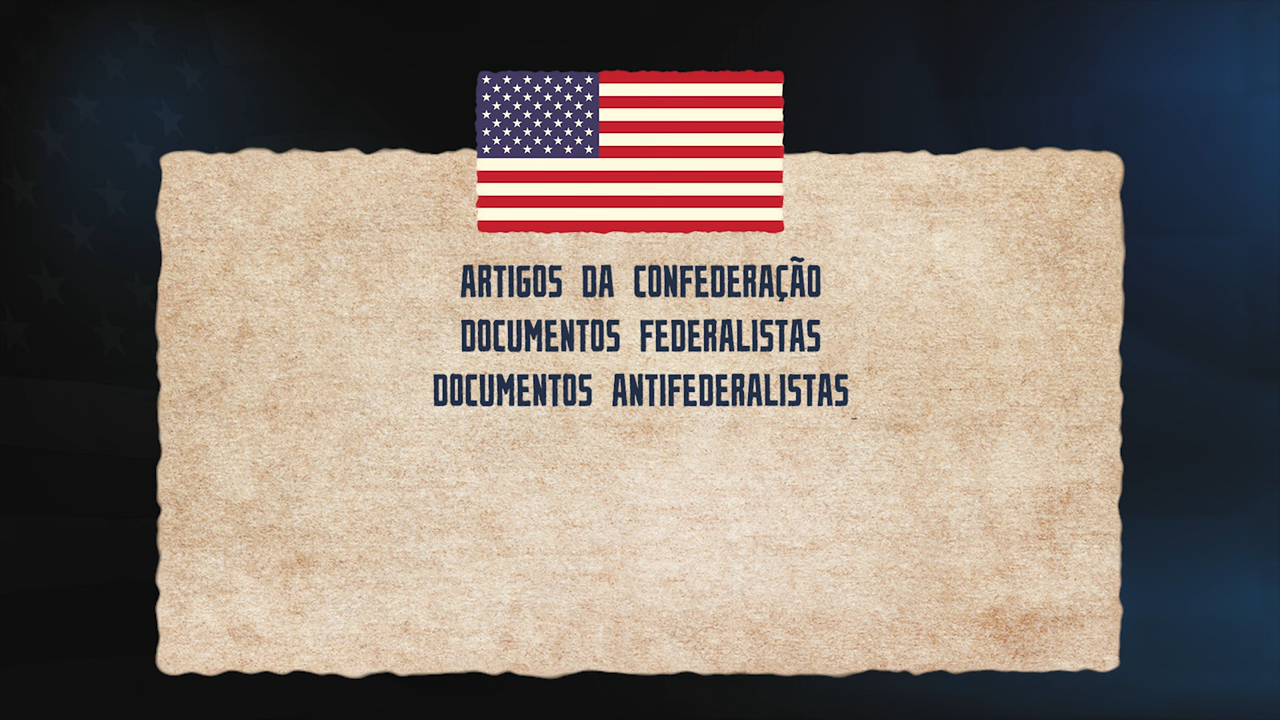 ARTIGOS DA CONFEDERAÇÃO
DOCUMENTOS FEDERALISTAS
DOCUMENTOS ANTIFEDERALISTAS